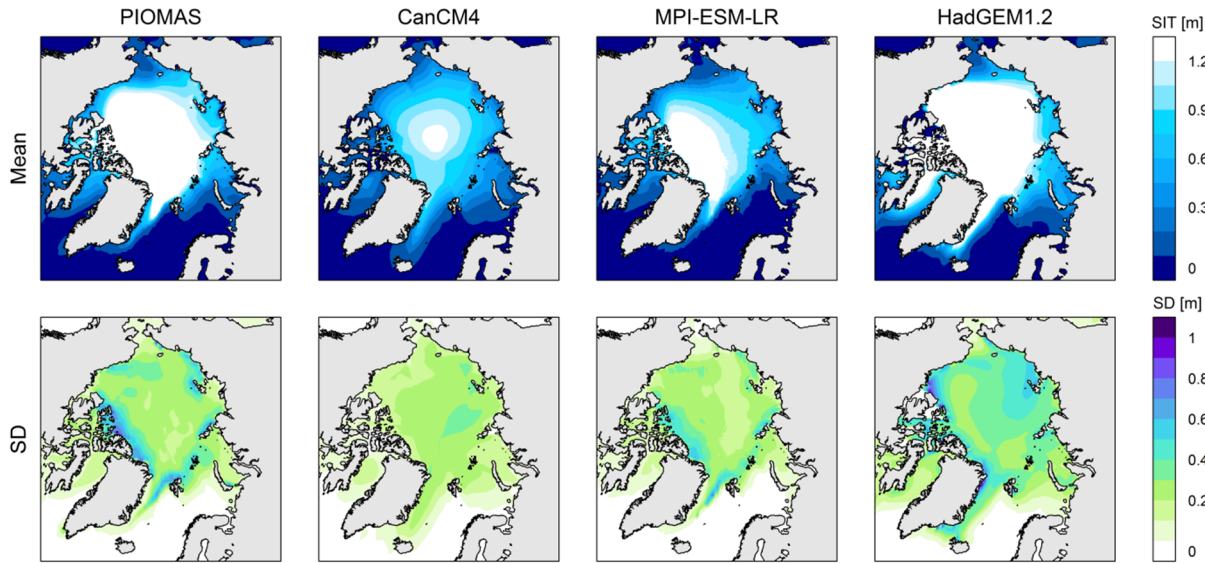 PIOMAS CanCM4 MPI-ESM-LR HadGEM1.2 SIT [m]
Mean
1.2
0.9
0.6
0.3
0
SD [m]
SD
1
0.8
0.6
0.4
0.2
0